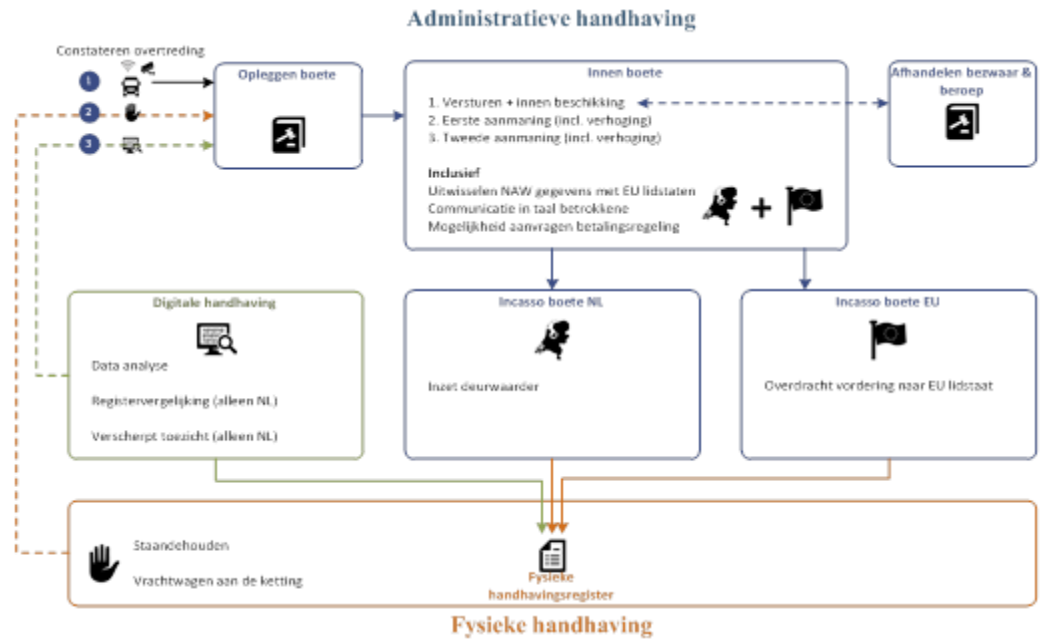 Administratieve handhaving
Constateren overtreding
1
2
3
Opleggen boete
Innen boete
1. Versturen + innen beschikking
2. Eerste aanmaning (incl. verhoging)
3. Tweede aanmaning (incl. verhoging)
Inclusief
Uitwisselen NAW gegevens met EU lidstaten
Communicatie in taal betrokkene
Mogelijkheid aanvragen betalingsregeling
Afhandelen bezwaar &
beroep
Digitale handhaving
Data analyse
Registervergelijking (alleen NL)
Verscherpt toezicht (alleen NL)
Incasso boete NL
Inzet deurwaarder
Incasso boete EU
Overdracht vordering naar EU lidstaat
Staandehouden
Vrachtwagen aan de ketting
Fysieke
handhavingsregister
Fysieke handhaving